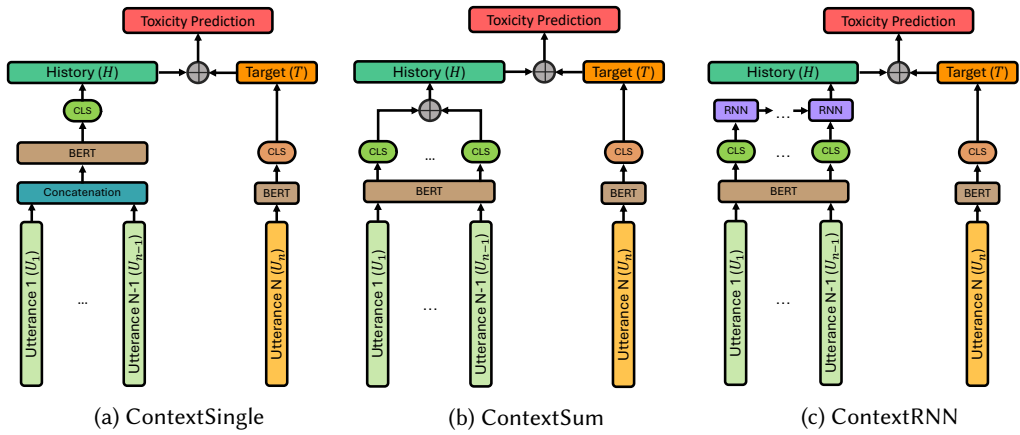 Toxicity Prediction
History (H)
Target (T)
CLS
BERT
CLS
Concatenation
BERT
Utterance 1 (U₁)
...
Utterance N-1 (Uₙ₋₁)
Utterance N (Uₙ)
(a) ContextSingle
Toxicity Prediction
History (H)
Target (T)
CLS
...
CLS
CLS
BERT
BERT
Utterance 1 (U₁)
...
Utterance N-1 (Uₙ₋₁)
Utterance N (Uₙ)
(b) ContextSum
Toxicity Prediction
History (H)
Target (T)
RNN
...
RNN
CLS
...
CLS
CLS
BERT
BERT
Utterance 1 (U₁)
...
Utterance N-1 (Uₙ₋₁)
Utterance N (Uₙ)
(c) ContextRNN